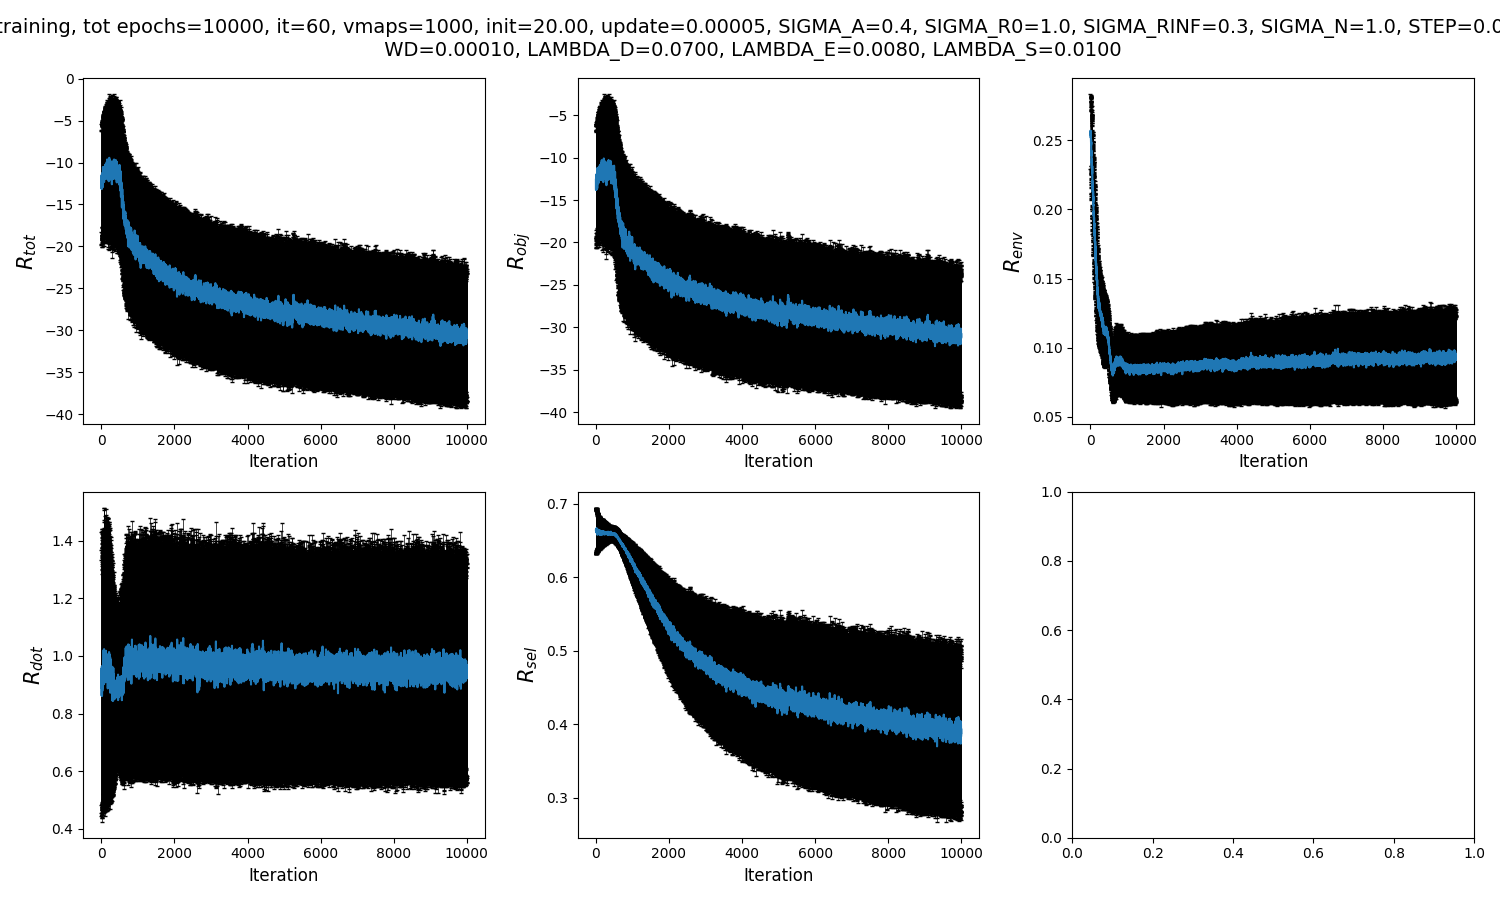 training, tot epochs=10000, it=60, vmaps=1000, init=20.00, update=0.00005, SIGMA_A=0.4, SIGMA_R0=1.0, SIGMA_RINF=0.3, SIGMA_N=1.0, STEP=0.0
WD=0.00010, LAMBDA_D=0.0700, LAMBDA_E=0.0080, LAMBDA_S=0.0100
R_tot
0
−5
−10
−15
−20
−25
−30
−35
−40
0 2000 4000 6000 8000 10000
Iteration
R_obj
−5
−10
−15
−20
−25
−30
−35
−40
0 2000 4000 6000 8000 10000
Iteration
R_env
0.25
0.20
0.15
0.10
0.05
0 2000 4000 6000 8000 10000
Iteration
R_dot
1.4
1.2
1.0
0.8
0.6
0.4
0 2000 4000 6000 8000 10000
Iteration
R_sel
0.7
0.6
0.5
0.4
0.3
0 2000 4000 6000 8000 10000
Iteration
1.0
0.8
0.6
0.4
0.2
0.0
0.0 0.2 0.4 0.6 0.8 1.0